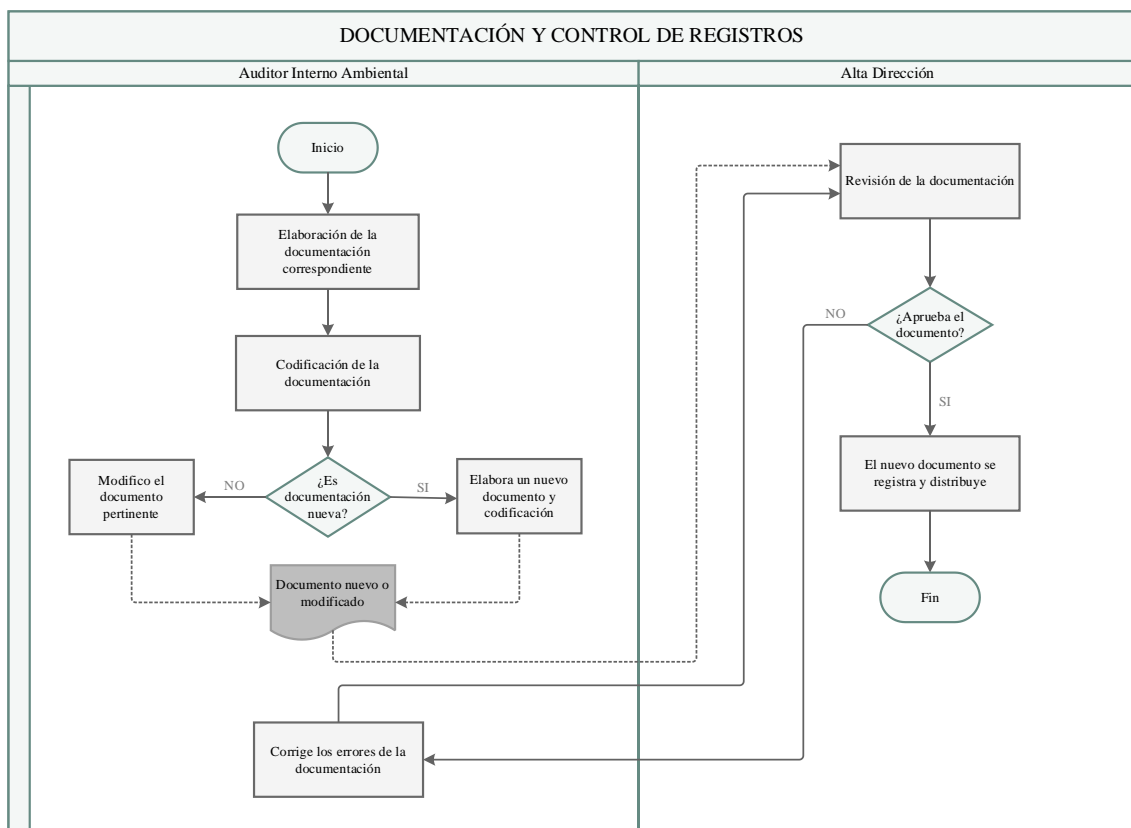 DOCUMENTACIÓN Y CONTROL DE REGISTROS
Auditor Interno Ambiental
Alta Dirección
Inicio
Elaboración de la
documentación
correspondiente
Codificación de la
documentación
¿Es
documentación
nueva?
NO
SI
Modifico el
documento
pertinente
Elabora un nuevo
documento y
codificación
Documento nuevo o
modificado
Corrige los errores de la
documentación
Revisión de la documentación
¿Aprueba el
documento?
NO
SI
El nuevo documento se
registra y distribuye
Fin